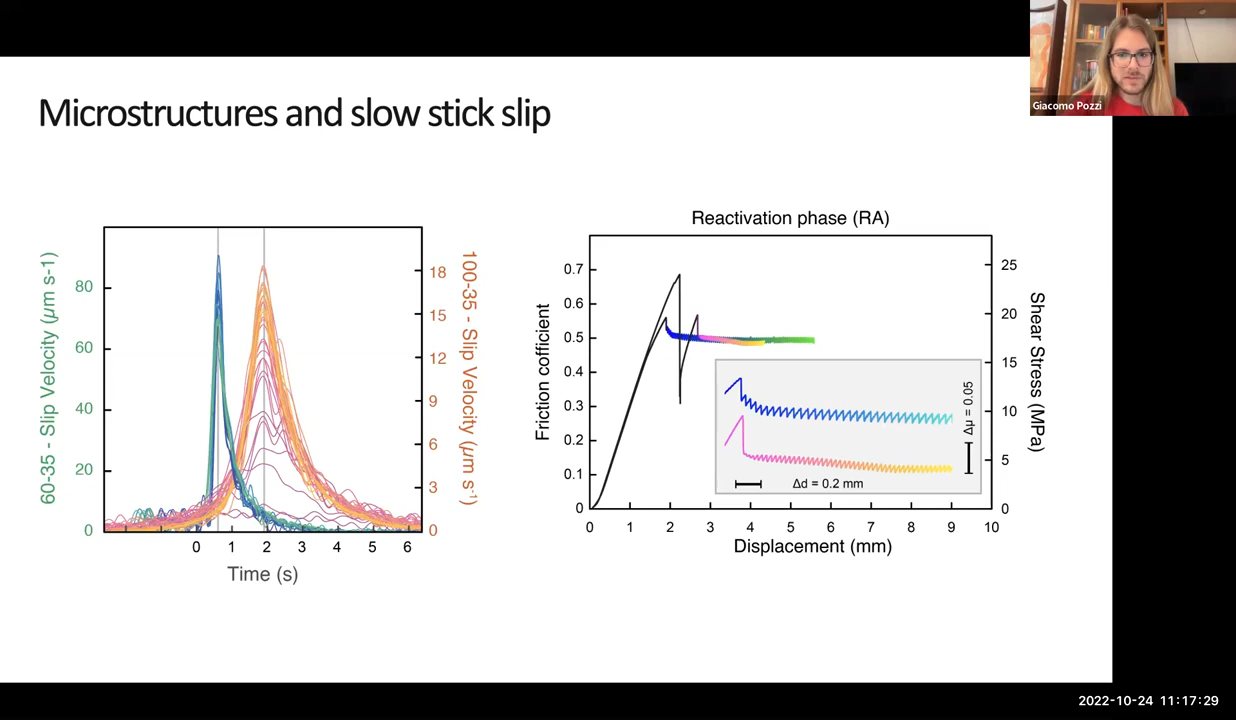 Giacomo Pozzi
Microstructures and slow stick slip
60-35 - Slip Velocity (µm s-1)
80
60
40
20
0
100-35 - Slip Velocity (µm s-1)
18
15
12
9
6
3
0
0 1 2 3 4 5 6
Time (s)
Reactivation phase (RA)
Friction cofficient
0.7
0.6
0.5
0.4
0.3
0.2
0.1
0
Shear Stress (MPa)
25
20
15
10
5
0
Δμ = 0.05
Δd = 0.2 mm
0 1 2 3 4 5 6 7 8 9 10
Displacement (mm)
2022-10-24 11:17:29